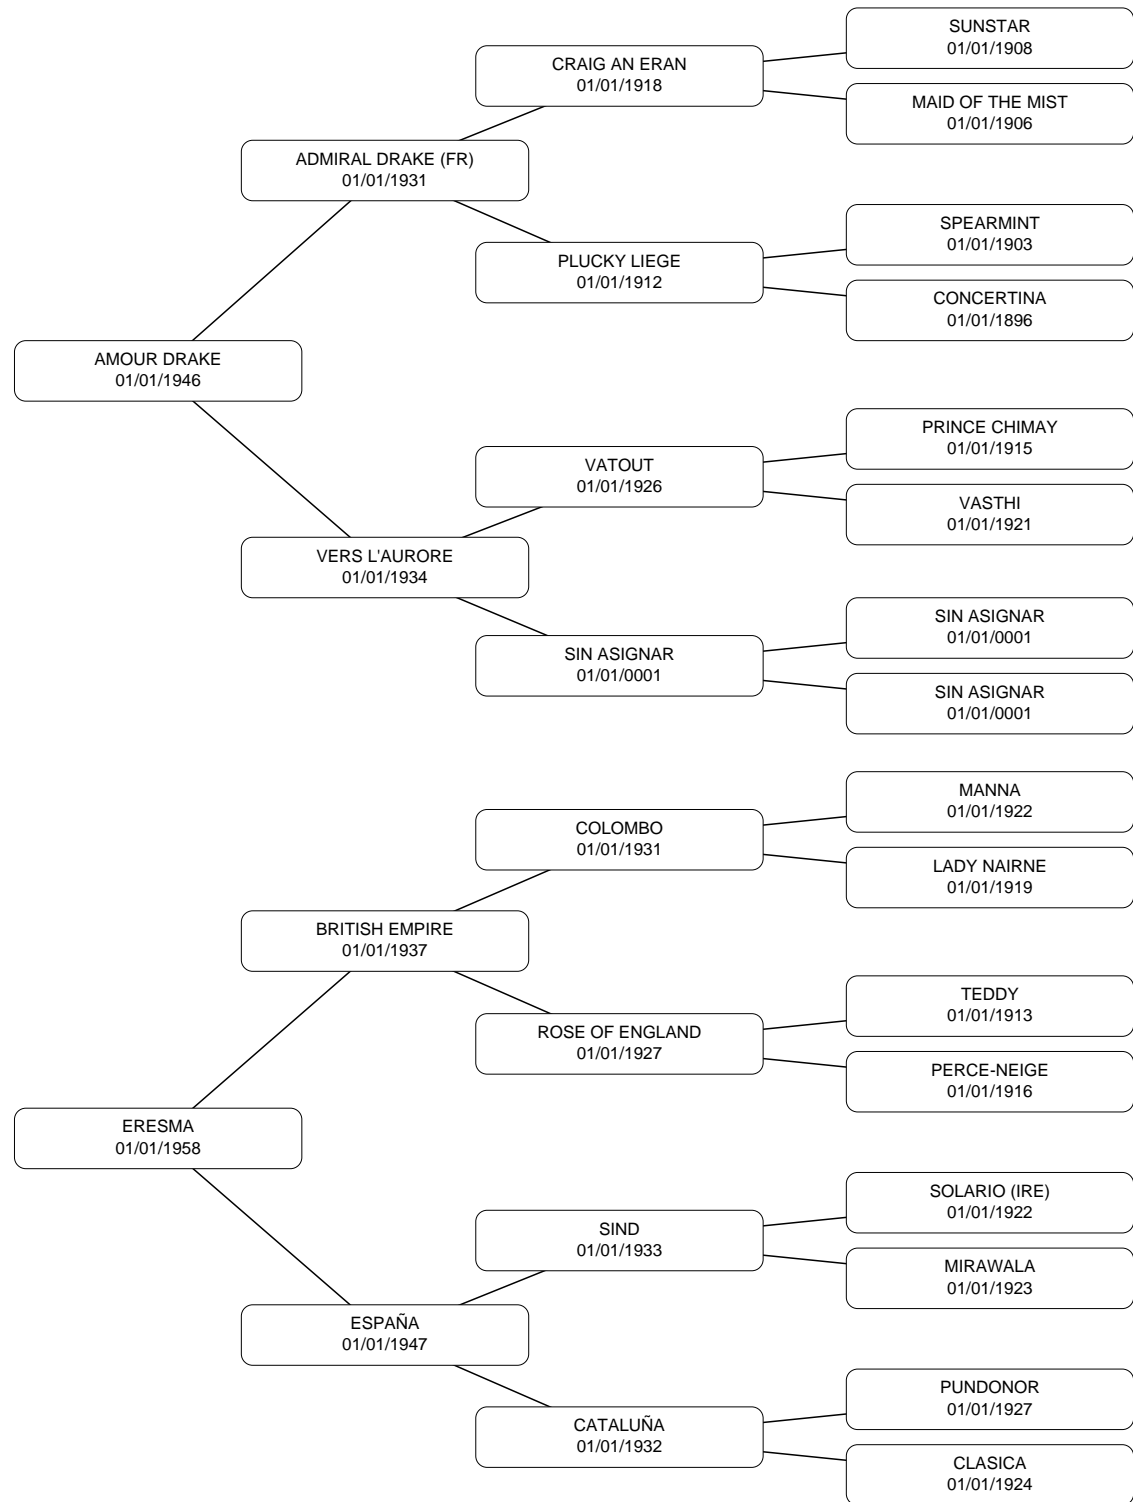 SUNSTAR
01/01/1908
CRAIG AN ERAN
01/01/1918
MAID OF THE MIST
01/01/1906
ADMIRAL DRAKE (FR)
01/01/1931
SPEARMINT
01/01/1903
PLUCKY LIEGE
01/01/1912
CONCERTINA
01/01/1896
AMOUR DRAKE
01/01/1946
PRINCE CHIMAY
01/01/1915
VATOUT
01/01/1926
VASTHI
01/01/1921
VERS L'AURORE
01/01/1934
SIN ASIGNAR
01/01/0001
SIN ASIGNAR
01/01/0001
SIN ASIGNAR
01/01/0001
MANNA
01/01/1922
COLOMBO
01/01/1931
LADY NAIRNE
01/01/1919
BRITISH EMPIRE
01/01/1937
TEDDY
01/01/1913
ROSE OF ENGLAND
01/01/1927
PERCE-NEIGE
01/01/1916
ERESMA
01/01/1958
SOLARIO (IRE)
01/01/1922
SIND
01/01/1933
MIRAWALA
01/01/1923
ESPAÑA
01/01/1947
PUNDONOR
01/01/1927
CATALUÑA
01/01/1932
CLASICA
01/01/1924